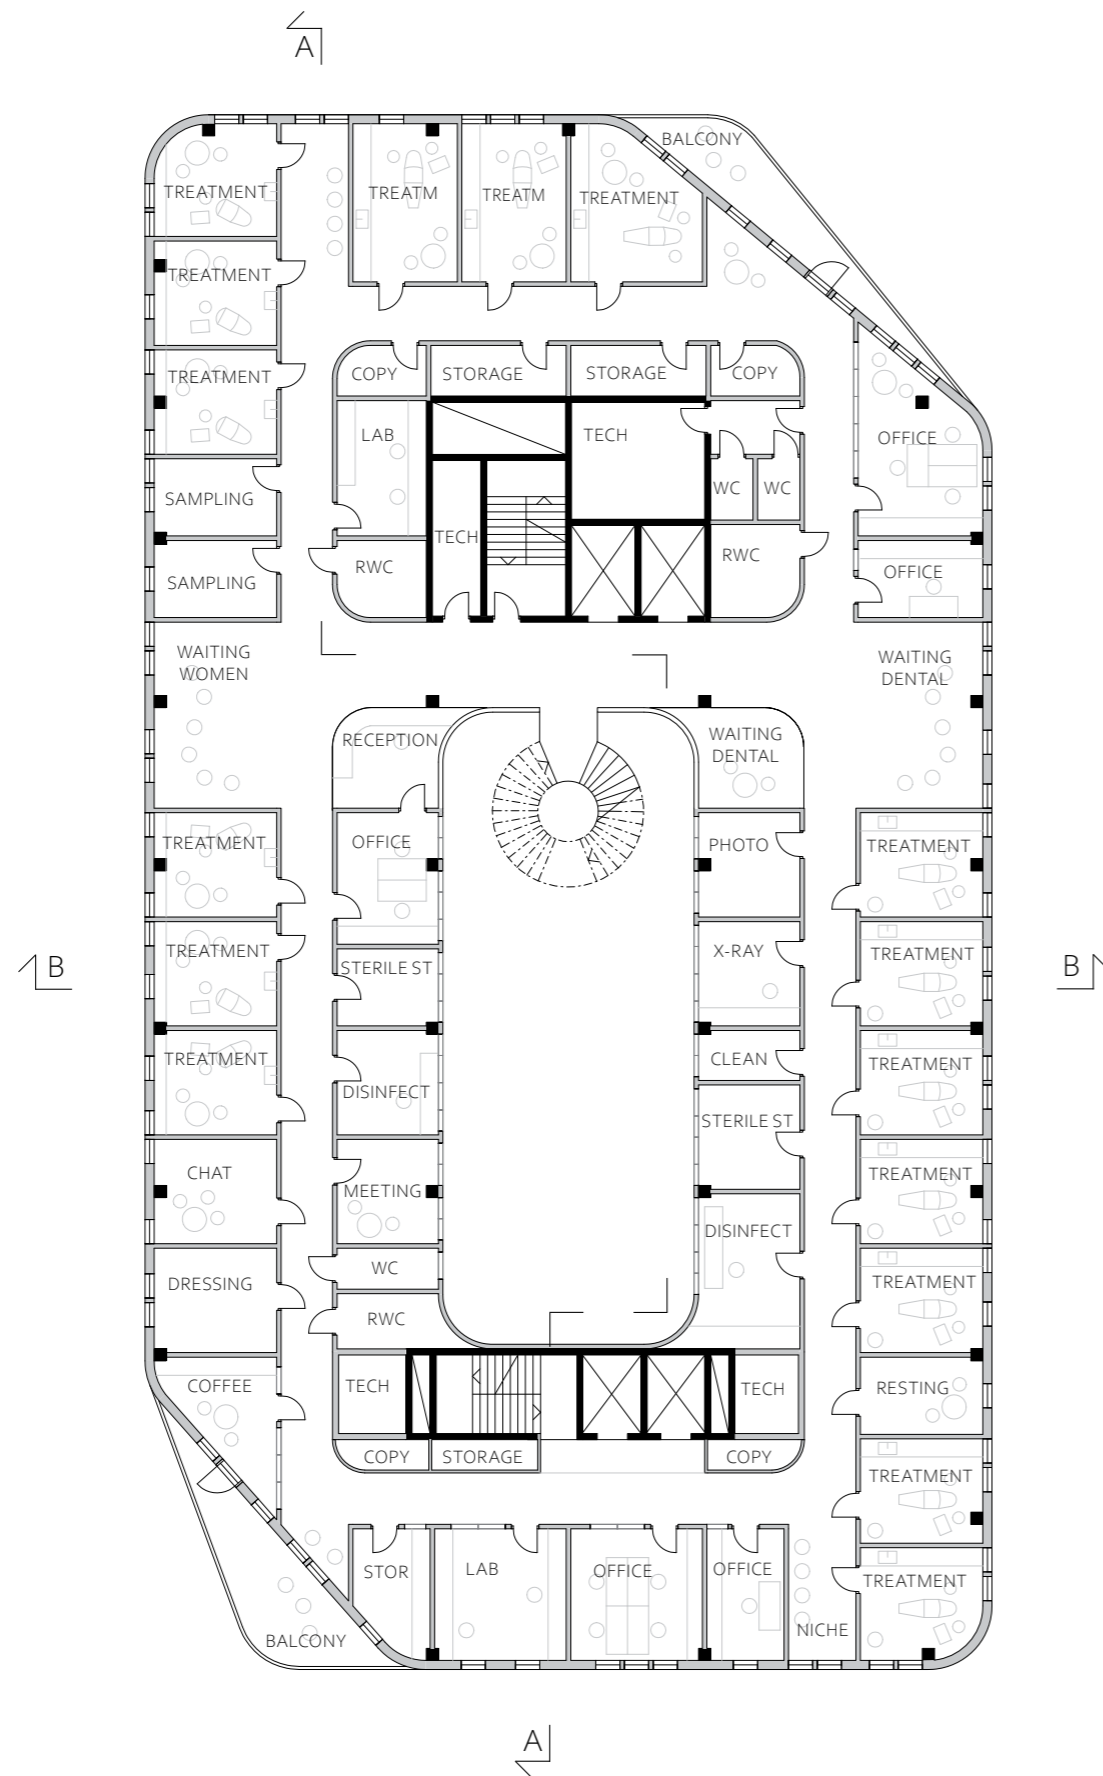 A
BALCONY
TREATMENT
TREATM
TREATM
TREATMENT
TREATMENT
COPY
STORAGE
STORAGE
COPY
TREATMENT
LAB
TECH
OFFICE
SAMPLING
WC
WC
TECH
RWC
RWC
OFFICE
SAMPLING
WAITING
WOMEN
WAITING
DENTAL
RECEPTION
WAITING
DENTAL
TREATMENT
OFFICE
PHOTO
TREATMENT
TREATMENT
STERILE ST
X-RAY
TREATMENT
B
B
TREATMENT
DISINFECT
CLEAN
TREATMENT
STERILE ST
CHAT
MEETING
TREATMENT
DISINFECT
DRESSING
WC
TREATMENT
RWC
COFFEE
TECH
TECH
RESTING
COPY
STORAGE
COPY
TREATMENT
STOR
LAB
OFFICE
OFFICE
TREATMENT
NICHE
BALCONY
A